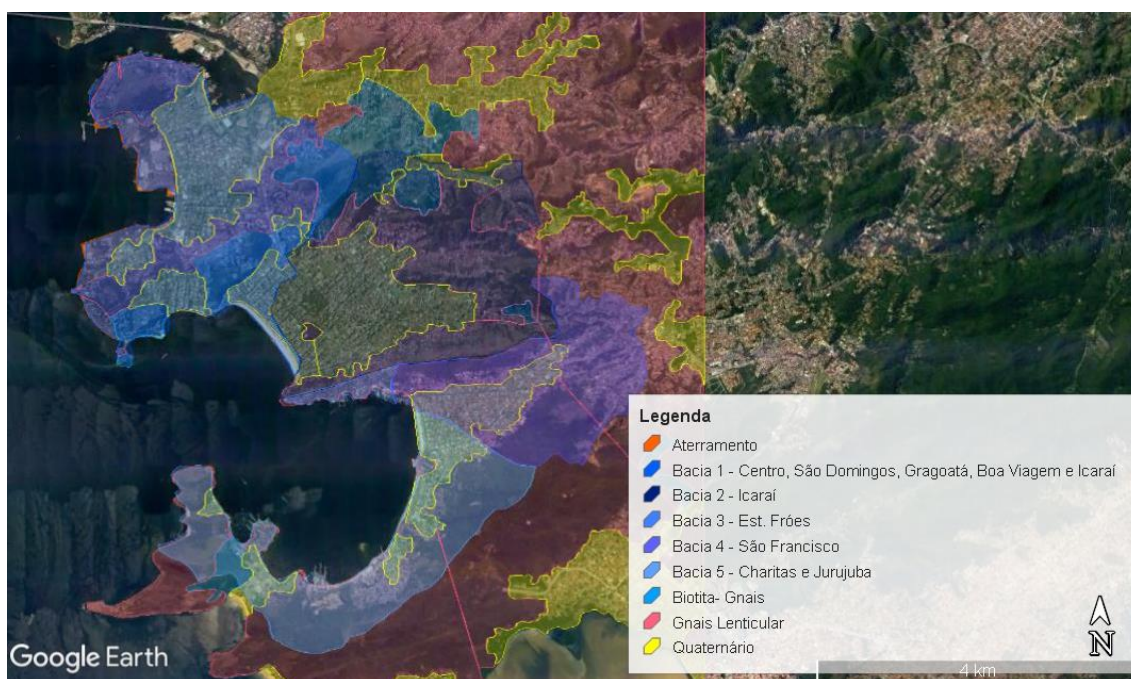 Legenda
Aterramento
Bacia 1 - Centro, São Domingos, Gragoatá, Boa Viagem e Icaraí
Bacia 2 - Icaraí
Bacia 3 - Est. Fróes
Bacia 4 - São Francisco
Bacia 5 - Charitas e Jurujuba
Biotita- Gnais
Gnais Lenticular
Quaternário
N
Google Earth
4 km